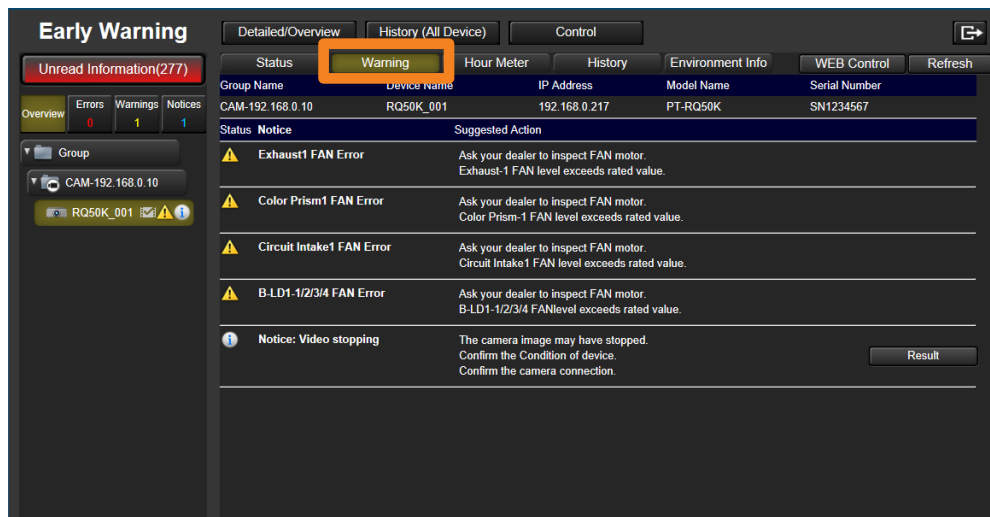 Early Warning
Detailed/Overview History (All Device) Control
Unread Information(277)
Status Warning Hour Meter History Environment Info WEB Control Refresh
Overview Errors 0 Warnings 1 Notices 1
Group Name Device Name IP Address Model Name Serial Number
CAM-192.168.0.10 RQ50K_001 192.168.0.217 PT-RQ50K SN1234567
Status Notice Suggested Action
Group
CAM-192.168.0.10
RQ50K_001
Exhaust1 FAN Error Ask your dealer to inspect FAN motor.
Exhaust-1 FAN level exceeds rated value.
Color Prism1 FAN Error Ask your dealer to inspect FAN motor.
Color Prism-1 FAN level exceeds rated value.
Circuit Intake1 FAN Error Ask your dealer to inspect FAN motor.
Circuit Intake1 FAN level exceeds rated value.
B-LD1-1/2/3/4 FAN Error Ask your dealer to inspect FAN motor.
B-LD1-1/2/3/4 FANlevel exceeds rated value.
Notice: Video stopping The camera image may have stopped.
Confirm the Condition of device.
Confirm the camera connection.
Result